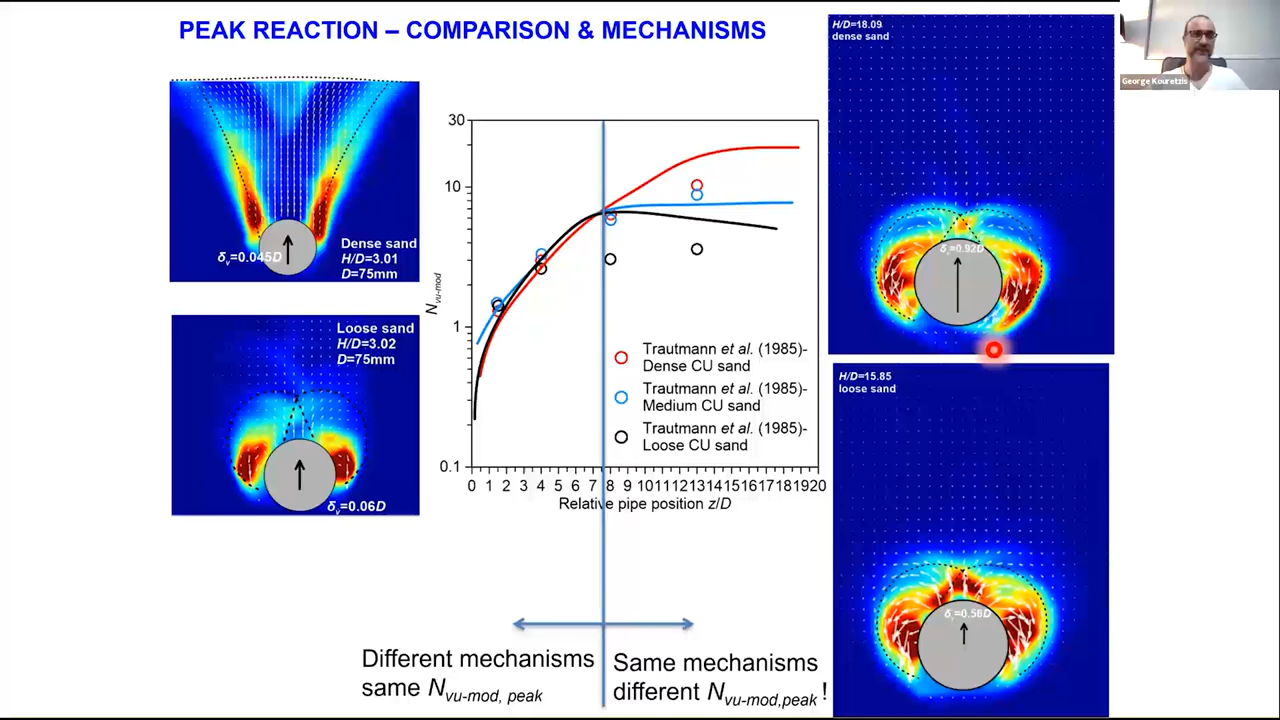 PEAK REACTION – COMPARISON & MECHANISMS
δv=0.045D
Dense sand
H/D=3.01
D=75mm
Loose sand
H/D=3.02
D=75mm
δv=0.06D
30
10
1
0.1
Nvu-mod
0 1 2 3 4 5 6 7 8 9 10 11 12 13 14 15 16 17 18 19 20
Relative pipe position z/D
Trautmann et al. (1985)-
Dense CU sand
Trautmann et al. (1985)-
Medium CU sand
Trautmann et al. (1985)-
Loose CU sand
Different mechanisms
same Nvu-mod, peak
Same mechanisms
different Nvu-mod,peak !
H/D=18.09
dense sand
δv=0.92D
H/D=15.85
loose sand
δv=0.56D
George Kouretzis